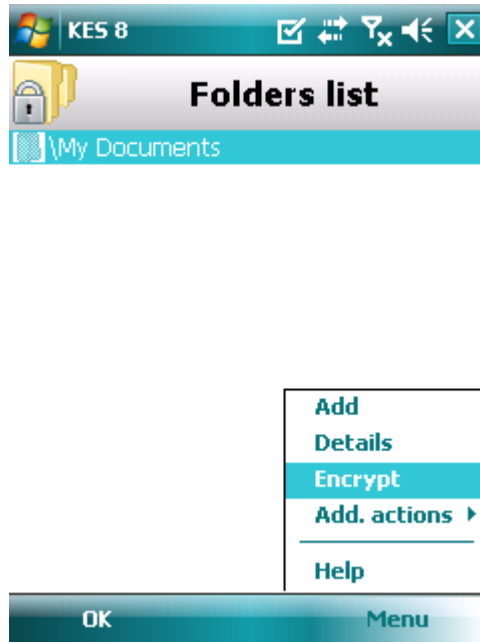 KES 8
Folders list
\My Documents
Add
Details
Encrypt
Add. actions
Help
OK Menu